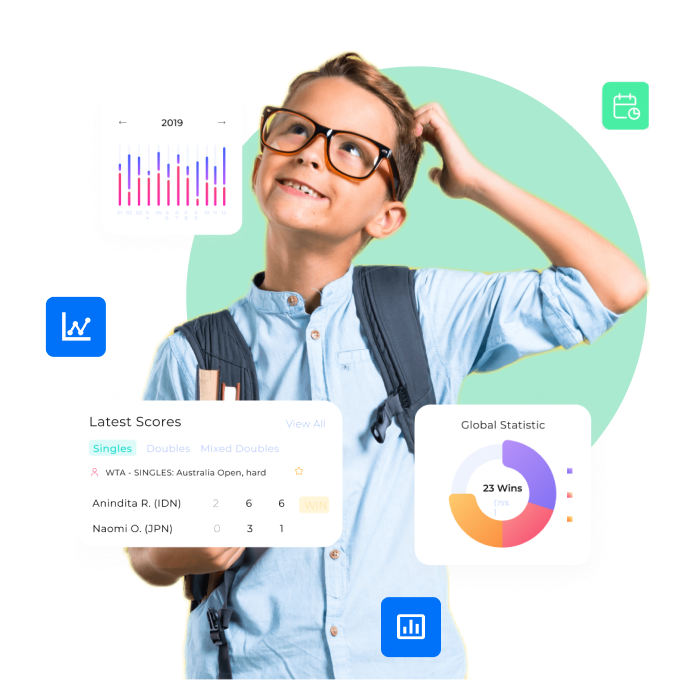 ← 2019 →
Latest Scores
View All
Singles Doubles Mixed Doubles
WTA - SINGLES: Australia Open, hard
Anindita R. (IDN) 2 6 6 WIN
Naomi O. (JPN) 0 3 1
Global Statistic
23 Wins